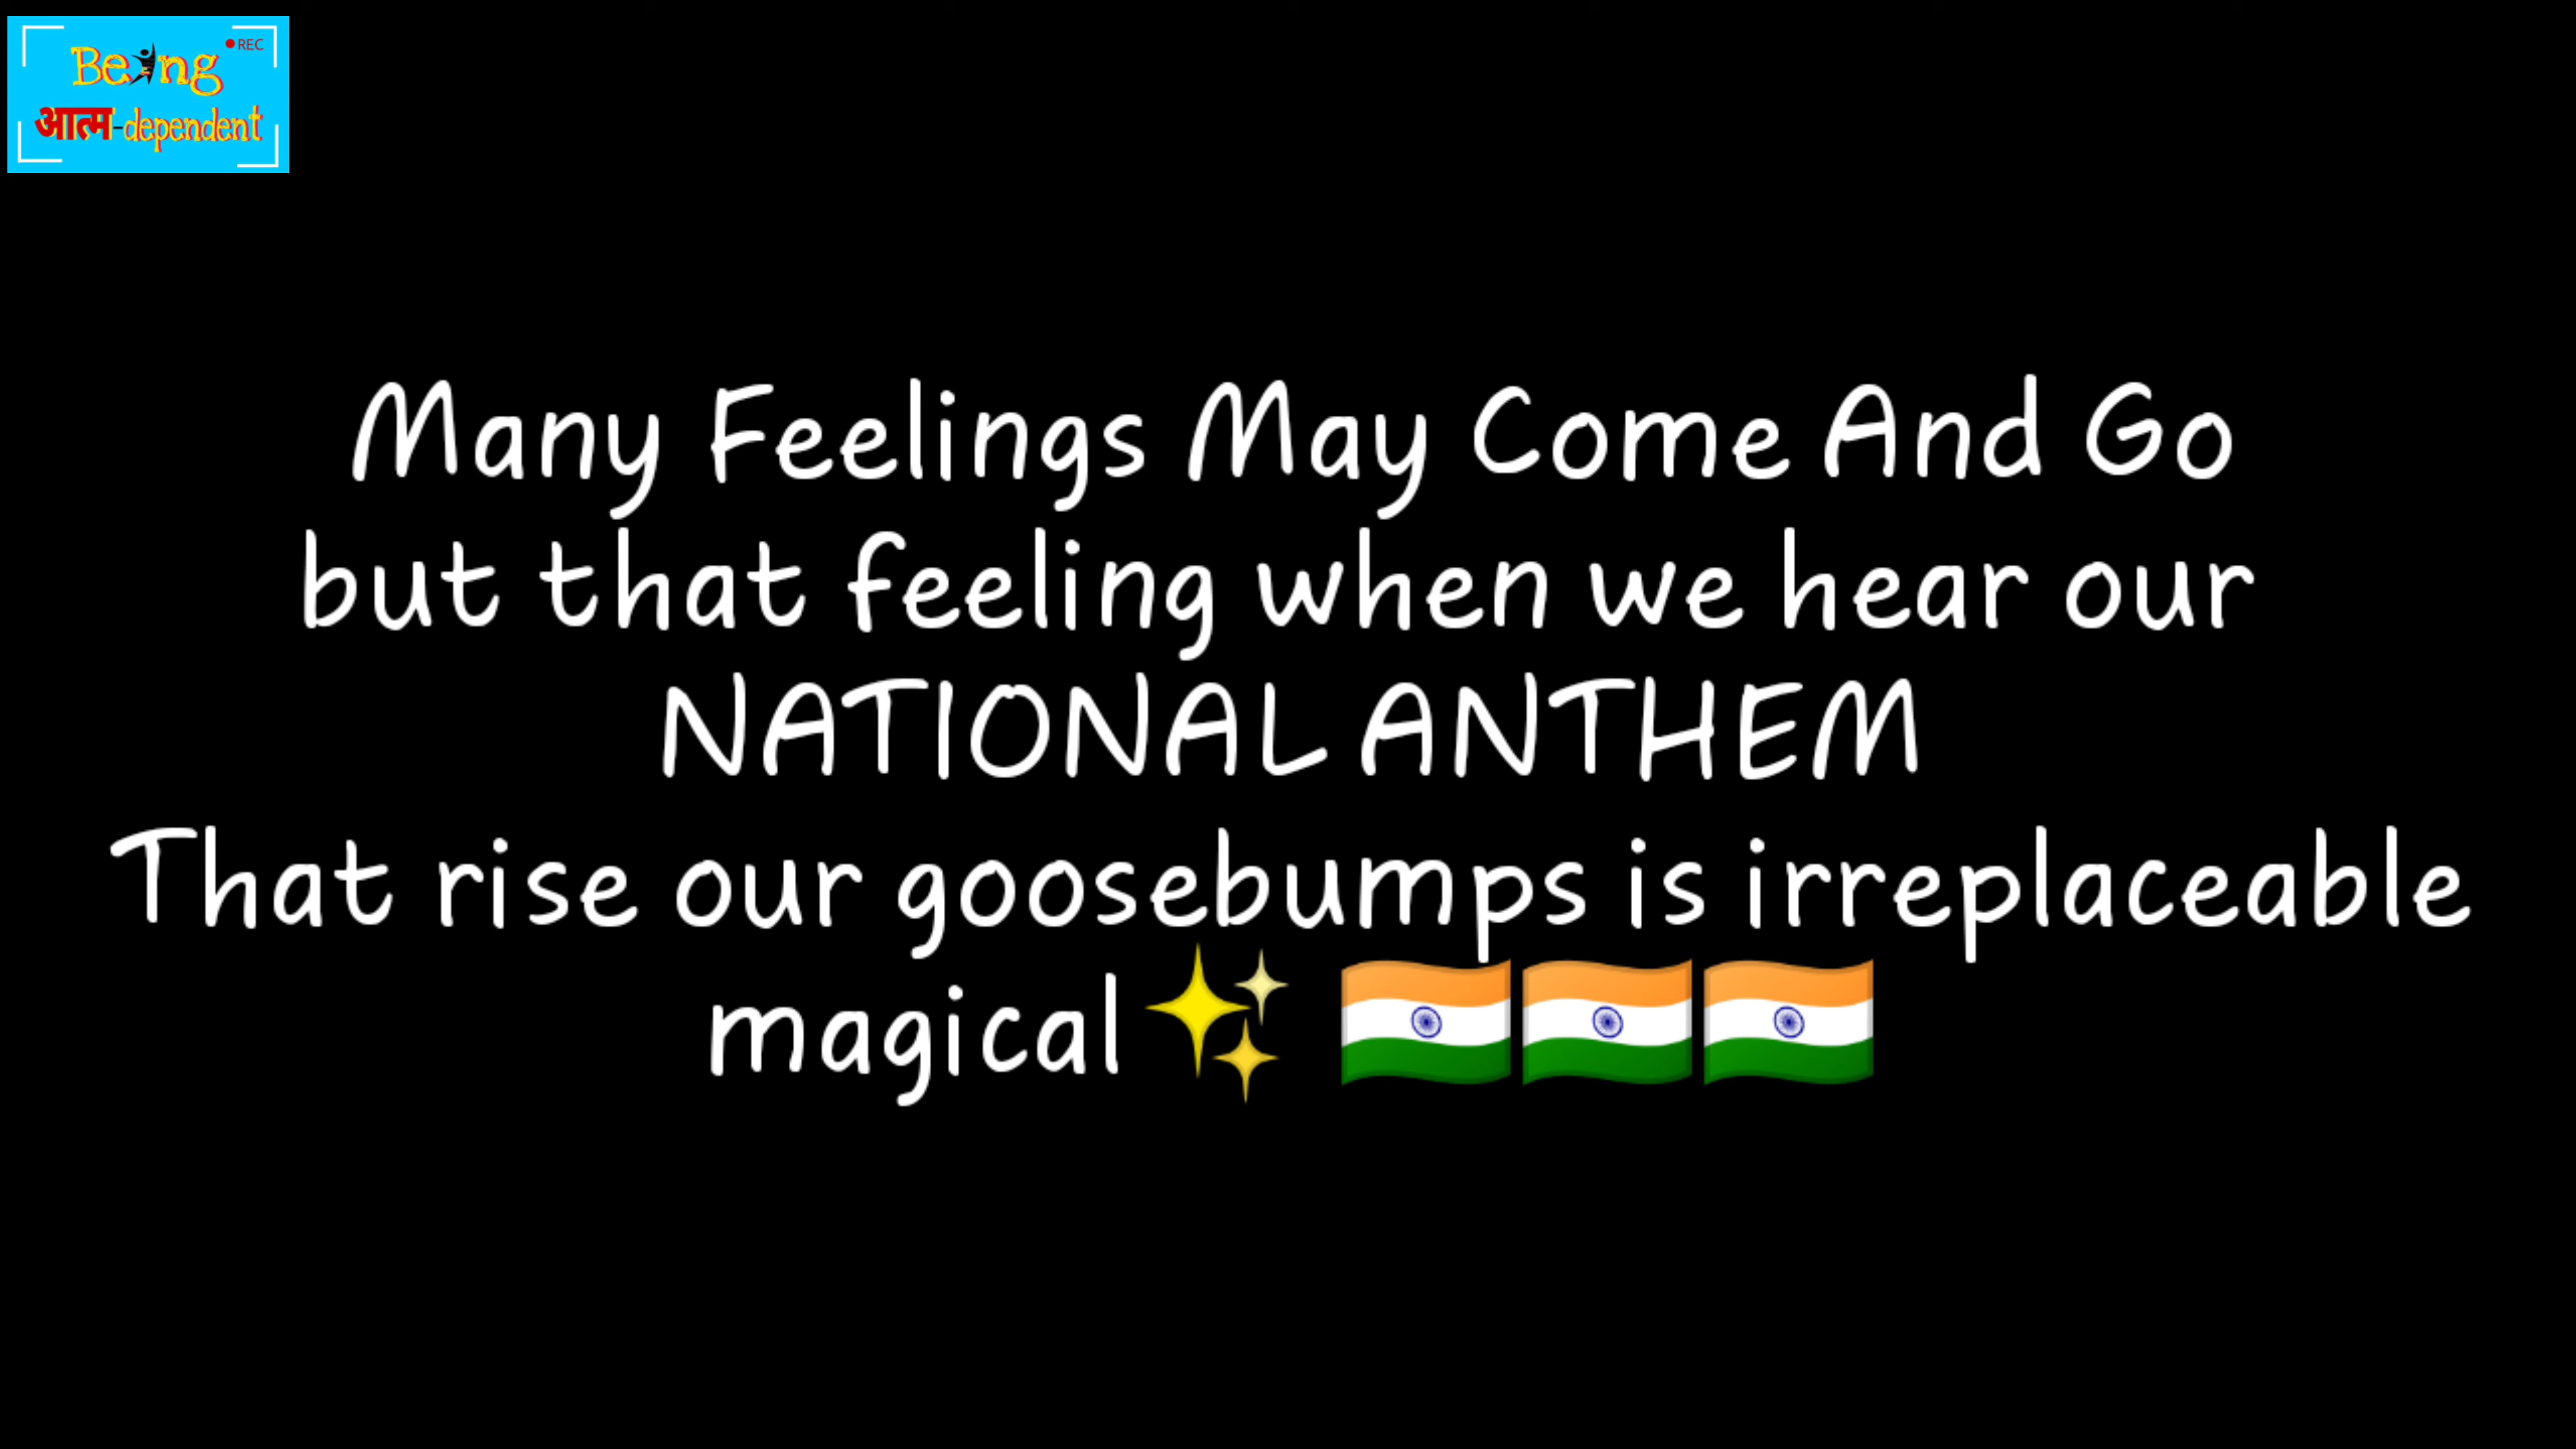 Being
REC
आत्म-dependent
Many Feelings May Come And Go
but that feeling when we hear our
NATIONAL ANTHEM
That rise our goosebumps is irreplaceable
magical✨ 🇮🇳🇮🇳🇮🇳